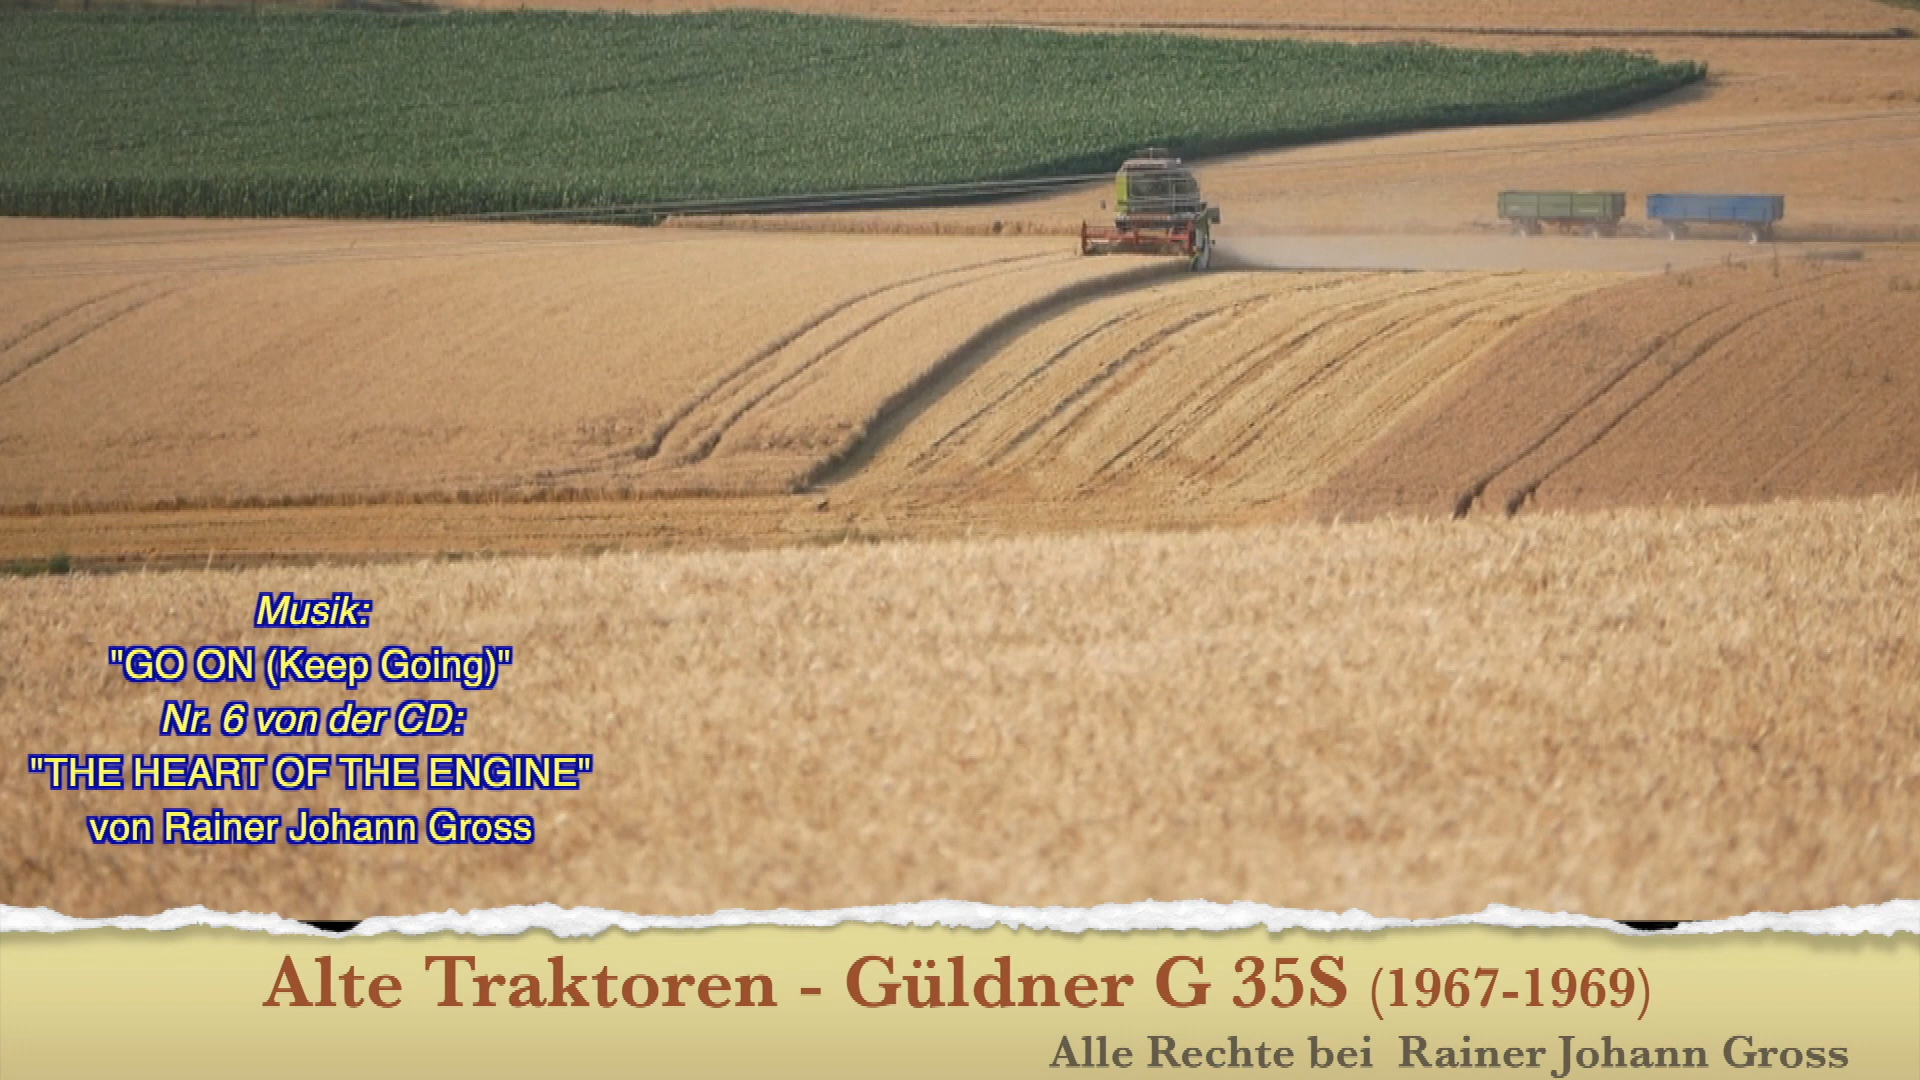 Musik:
"GO ON (Keep Going)"
Nr. 6 von der CD:
"THE HEART OF THE ENGINE"
von Rainer Johann Gross
Alte Traktoren - Güldner G 35S (1967-1969)
Alle Rechte bei Rainer Johann Gross